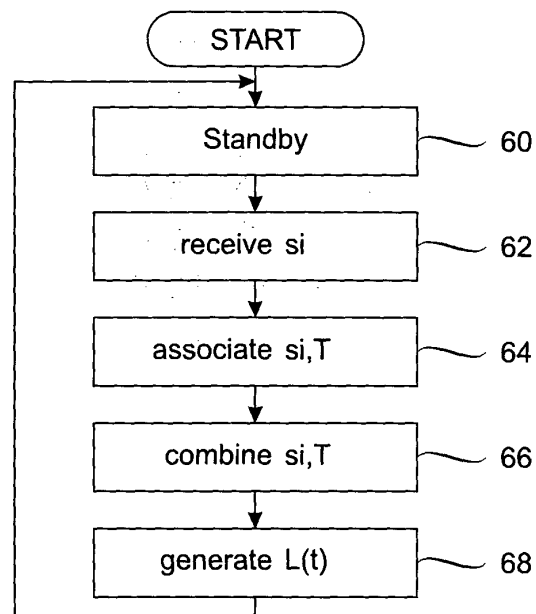 START
Standby 60
receive si 62
associate si,T 64
combine si,T 66
generate L(t) 68